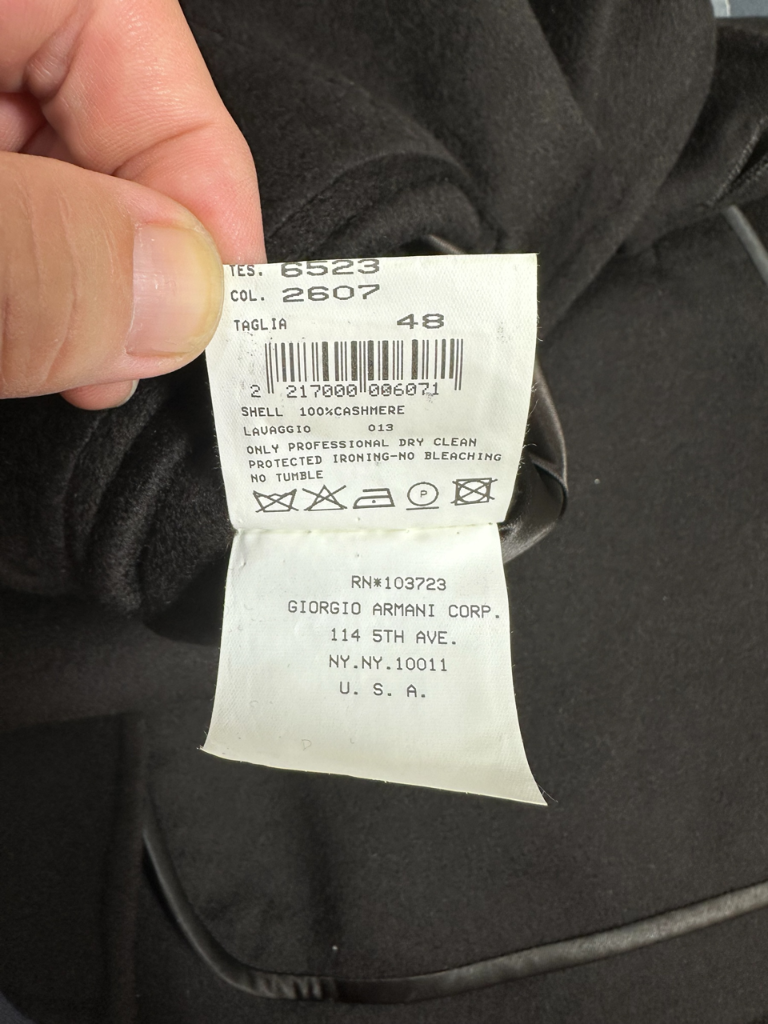 TES. 6523
COL. 2607
TAGLIA 48
2 217000 006071
SHELL 100%CASHMERE
LAVAGGIO 013
ONLY PROFESSIONAL DRY CLEAN
PROTECTED IRONING-NO BLEACHING
NO TUMBLE
P
RN*103723
GIORGIO ARMANI CORP.
114 5TH AVE.
NY.NY.10011
U. S. A.